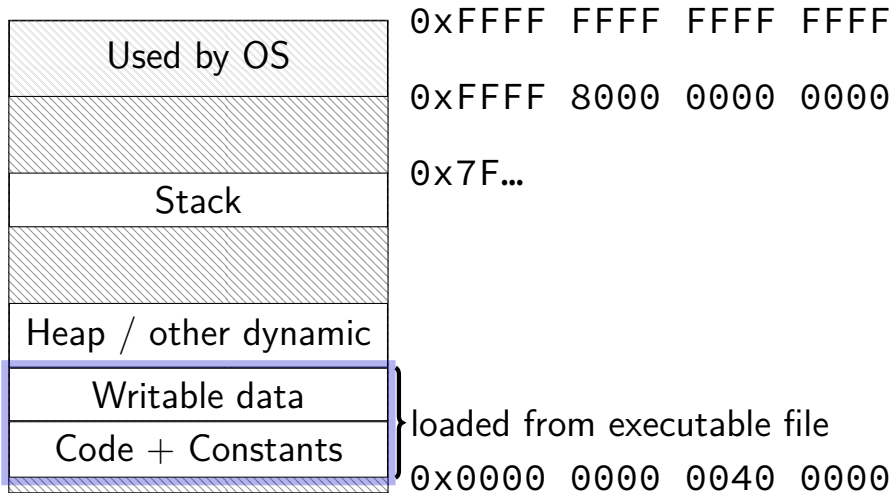 0xFFFF FFFF FFFF FFFF
Used by OS
0xFFFF 8000 0000 0000
0x7F…
Stack
Heap / other dynamic
Writable data
loaded from executable file
Code + Constants
0x0000 0000 0040 0000